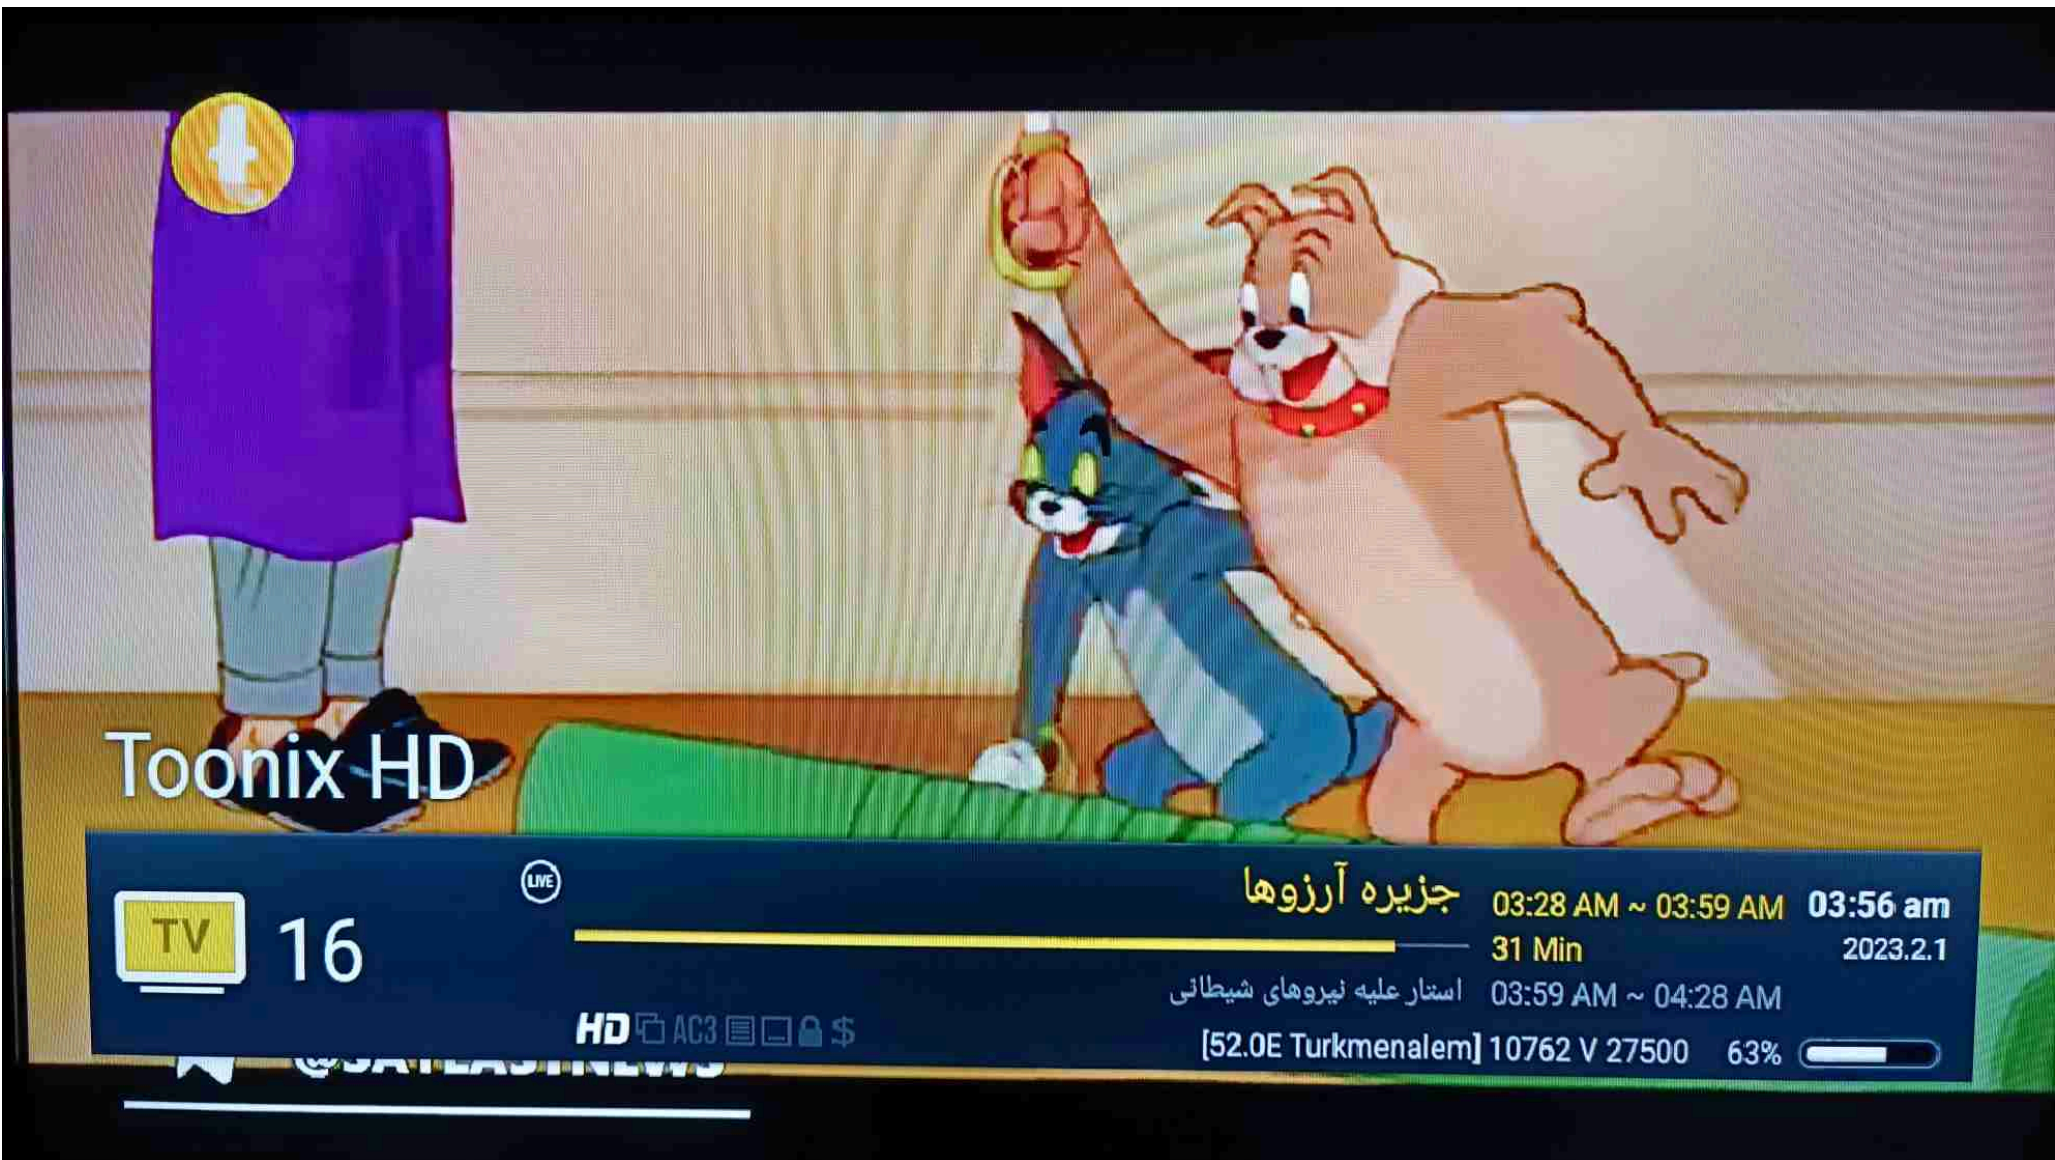 Toonix HD
TV
16
LIVE
جزیره آرزوها
03:28 AM ~ 03:59 AM
03:56 am
31 Min
2023.2.1
استار علیه نیروهای شیطانی
03:59 AM ~ 04:28 AM
HD AC3 $
[52.0E Turkmenalem] 10762 V 27500 63%
@SATLASTNEWS